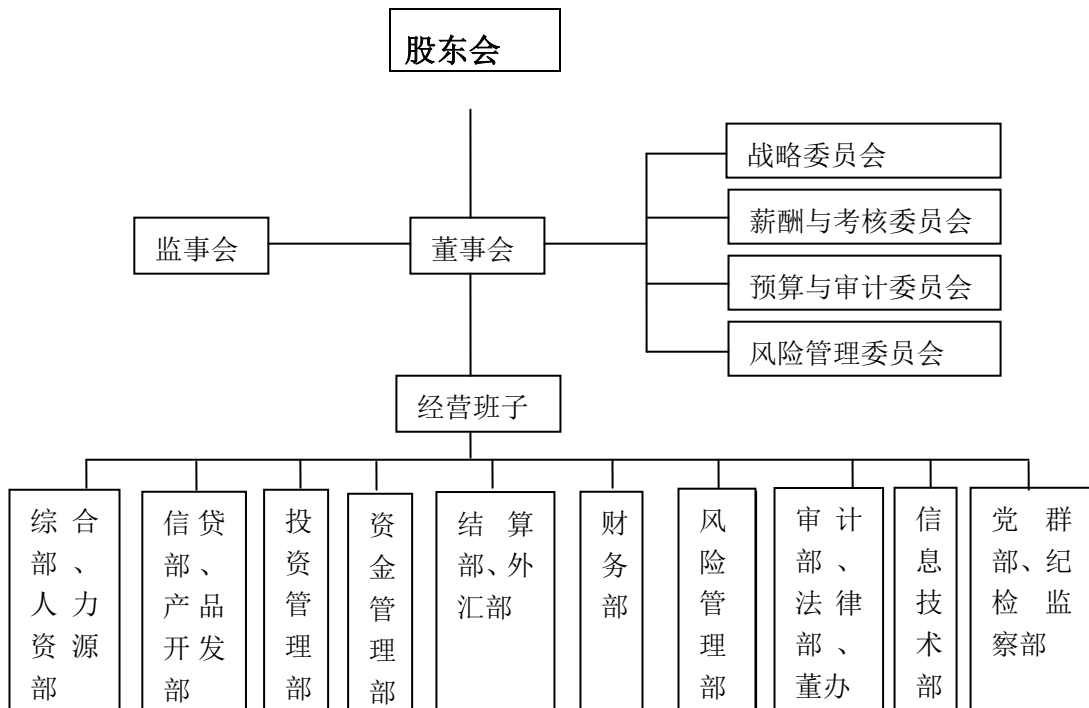 股东会
战略委员会
薪酬与考核委员会
监事会
董事会
预算与审计委员会
风险管理委员会
经营班子
综合
部、
人力
资源
部
信贷
部、
产品
开发
部
投
资
管
理
部
资
金
管
理
部
结算
部、外
汇部
财
务
部
风
险
管
理
部
审计
部、
法律
部、
董办
信
息
技
术
部
党群
部、纪
检监
察部